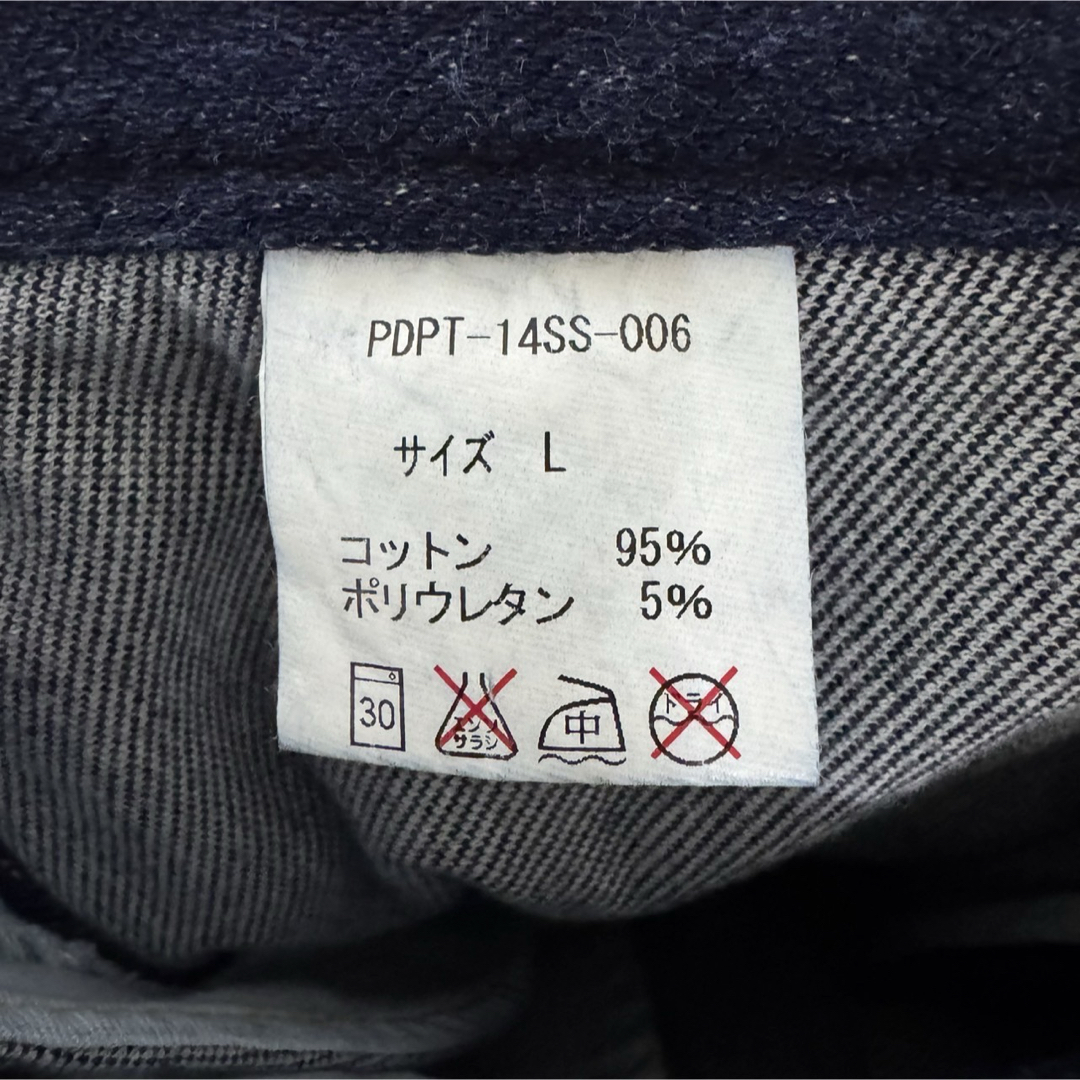 PDPT-14SS-006
サイズ L
コットン 95%
ポリウレタン 5%
30
エンソ
サラシ
中
ドライ